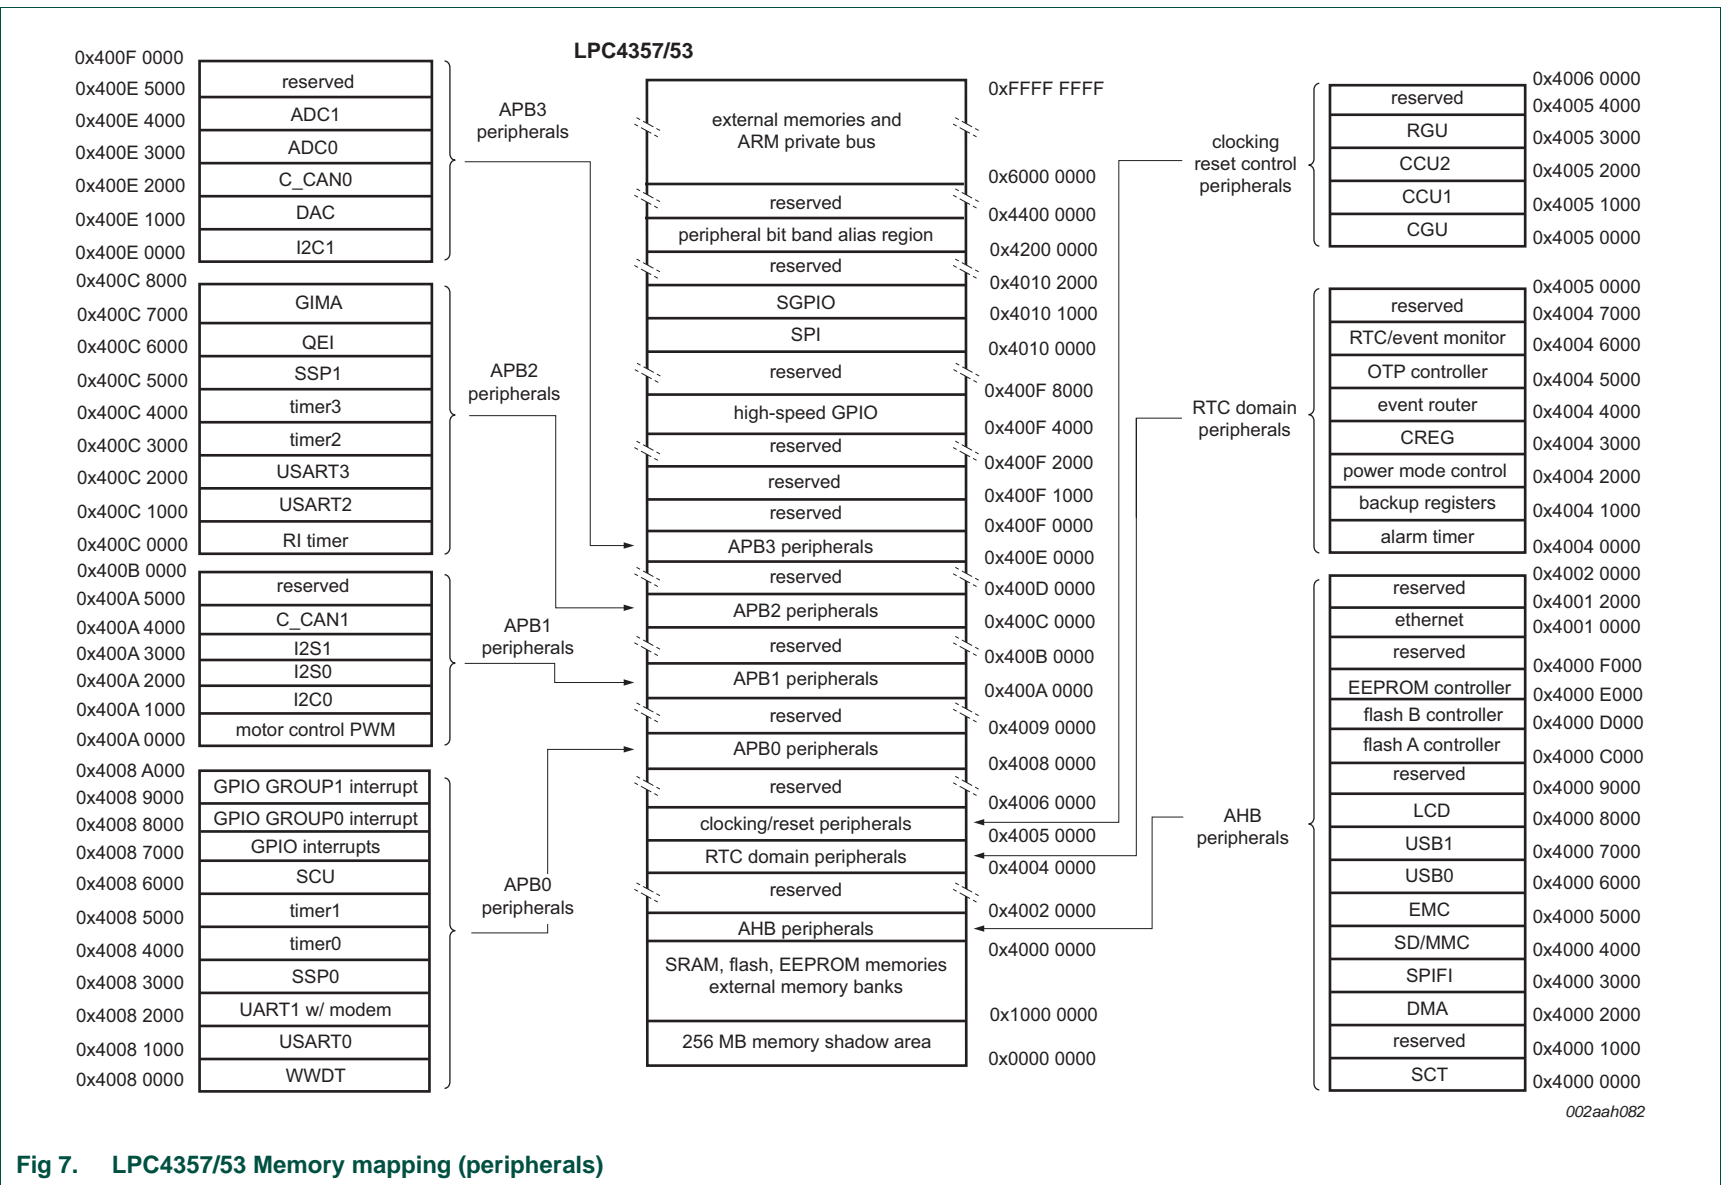 LPC4357/53
0x400F 0000
reserved
0x400E 5000
ADC1
0x400E 4000
ADC0
0x400E 3000
C_CAN0
0x400E 2000
DAC
0x400E 1000
I2C1
0x400E 0000
APB3
peripherals
0x400C 8000
GIMA
0x400C 7000
QEI
0x400C 6000
SSP1
0x400C 5000
timer3
0x400C 4000
timer2
0x400C 3000
USART3
0x400C 2000
USART2
0x400C 1000
RI timer
0x400C 0000
APB2
peripherals
0x400B 0000
reserved
0x400A 5000
C_CAN1
0x400A 4000
I2S1
0x400A 3000
I2S0
0x400A 2000
I2C0
0x400A 1000
motor control PWM
0x400A 0000
APB1
peripherals
0x4008 A000
GPIO GROUP1 interrupt
0x4008 9000
GPIO GROUP0 interrupt
0x4008 8000
GPIO interrupts
0x4008 7000
SCU
0x4008 6000
timer1
0x4008 5000
timer0
0x4008 4000
SSP0
0x4008 3000
UART1 w/ modem
0x4008 2000
USART0
0x4008 1000
WWDT
0x4008 0000
APB0
peripherals
0xFFFF FFFF
external memories and
ARM private bus
0x6000 0000
reserved
0x4400 0000
peripheral bit band alias region
0x4200 0000
reserved
0x4010 2000
SGPIO
0x4010 1000
SPI
0x4010 0000
reserved
0x400F 8000
high-speed GPIO
0x400F 4000
reserved
0x400F 2000
reserved
0x400F 1000
reserved
0x400F 0000
APB3 peripherals
0x400E 0000
reserved
0x400D 0000
APB2 peripherals
0x400C 0000
reserved
0x400B 0000
APB1 peripherals
0x400A 0000
reserved
0x4009 0000
APB0 peripherals
0x4008 0000
reserved
0x4006 0000
clocking/reset peripherals
0x4005 0000
RTC domain peripherals
0x4004 0000
reserved
0x4002 0000
AHB peripherals
0x4000 0000
SRAM, flash, EEPROM memories
external memory banks
0x1000 0000
256 MB memory shadow area
0x0000 0000
clocking
reset control
peripherals
0x4006 0000
reserved
0x4005 4000
RGU
0x4005 3000
CCU2
0x4005 2000
CCU1
0x4005 1000
CGU
0x4005 0000
RTC domain
peripherals
0x4005 0000
reserved
0x4004 7000
RTC/event monitor
0x4004 6000
OTP controller
0x4004 5000
event router
0x4004 4000
CREG
0x4004 3000
power mode control
0x4004 2000
backup registers
0x4004 1000
alarm timer
0x4004 0000
AHB
peripherals
0x4002 0000
reserved
0x4001 2000
ethernet
0x4001 0000
reserved
0x4000 F000
EEPROM controller
0x4000 E000
flash B controller
0x4000 D000
flash A controller
0x4000 C000
reserved
0x4000 9000
LCD
0x4000 8000
USB1
0x4000 7000
USB0
0x4000 6000
EMC
0x4000 5000
SD/MMC
0x4000 4000
SPIFI
0x4000 3000
DMA
0x4000 2000
reserved
0x4000 1000
SCT
0x4000 0000
002aah082
Fig 7. LPC4357/53 Memory mapping (peripherals)